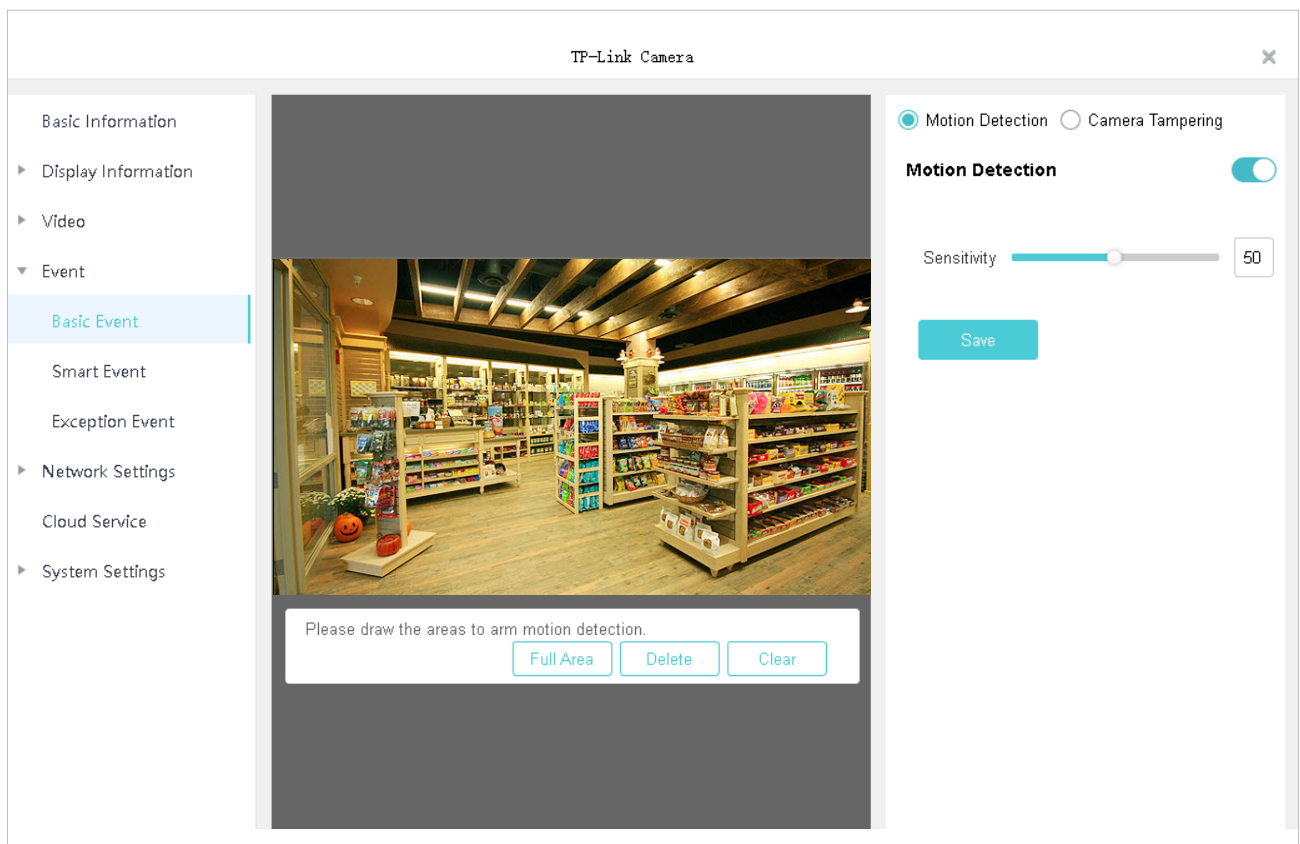 TP-Link Camera
Basic Information
Display Information
Video
Event
Basic Event
Smart Event
Exception Event
Network Settings
Cloud Service
System Settings
Please draw the areas to arm motion detection.
Full Area Delete Clear
Motion Detection Camera Tampering
Motion Detection
Sensitivity 50
Save